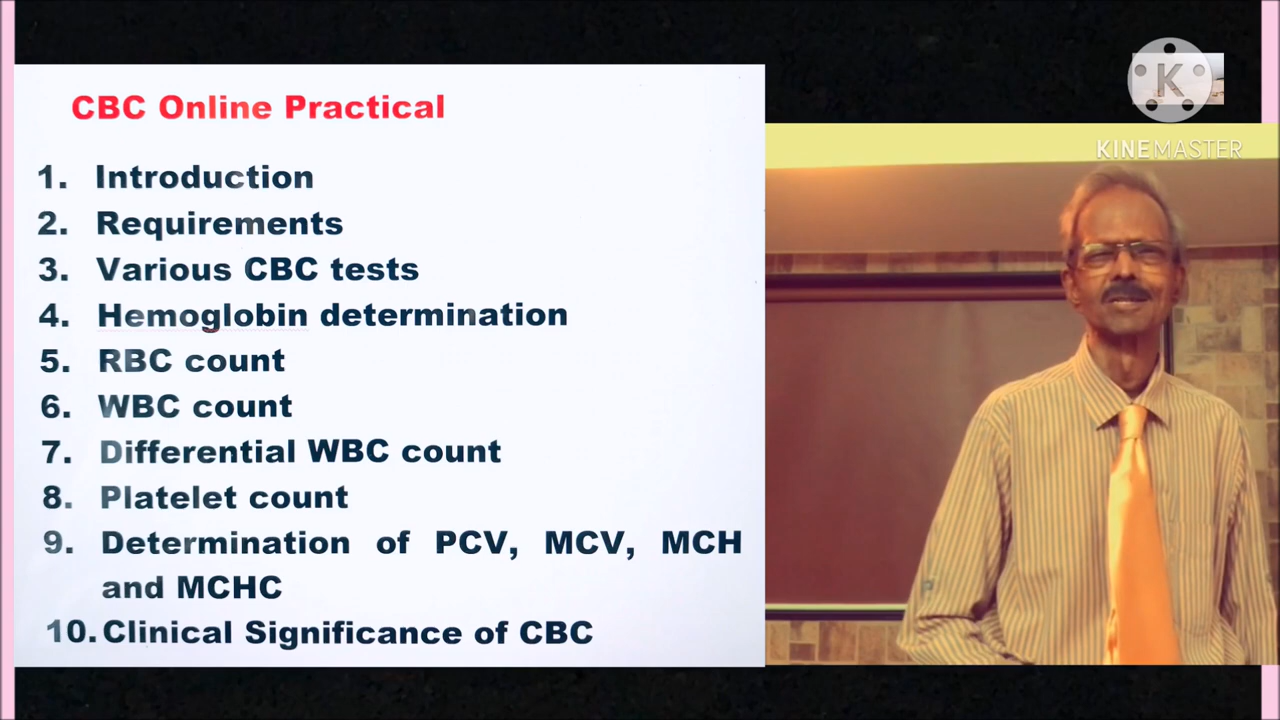 CBC Online Practical
1. Introduction
2. Requirements
3. Various CBC tests
4. Hemoglobin determination
5. RBC count
6. WBC count
7. Differential WBC count
8. Platelet count
9. Determination of PCV, MCV, MCH
and MCHC
10. Clinical Significance of CBC
K
KINEMASTER